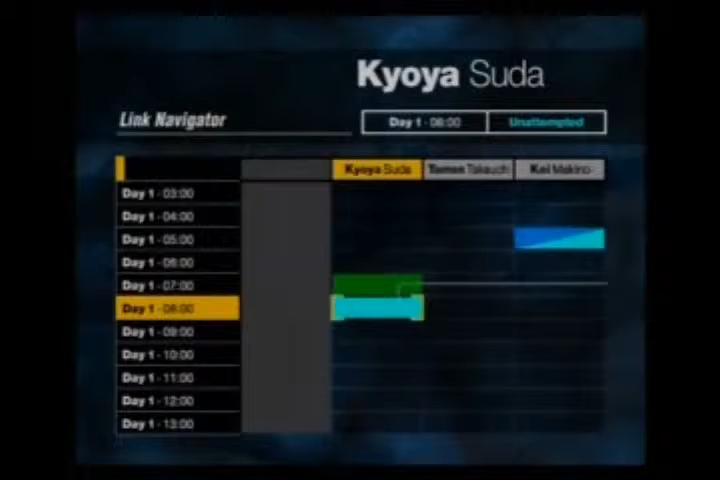 Kyoya Suda
Link Navigator
Day 1 - 08:00 Unattempted
Kyoya Suda Tamon Takauchi Kei Makino
Day 1 - 03:00
Day 1 - 04:00
Day 1 - 05:00
Day 1 - 06:00
Day 1 - 07:00
Day 1 - 08:00
Day 1 - 09:00
Day 1 - 10:00
Day 1 - 11:00
Day 1 - 12:00
Day 1 - 13:00